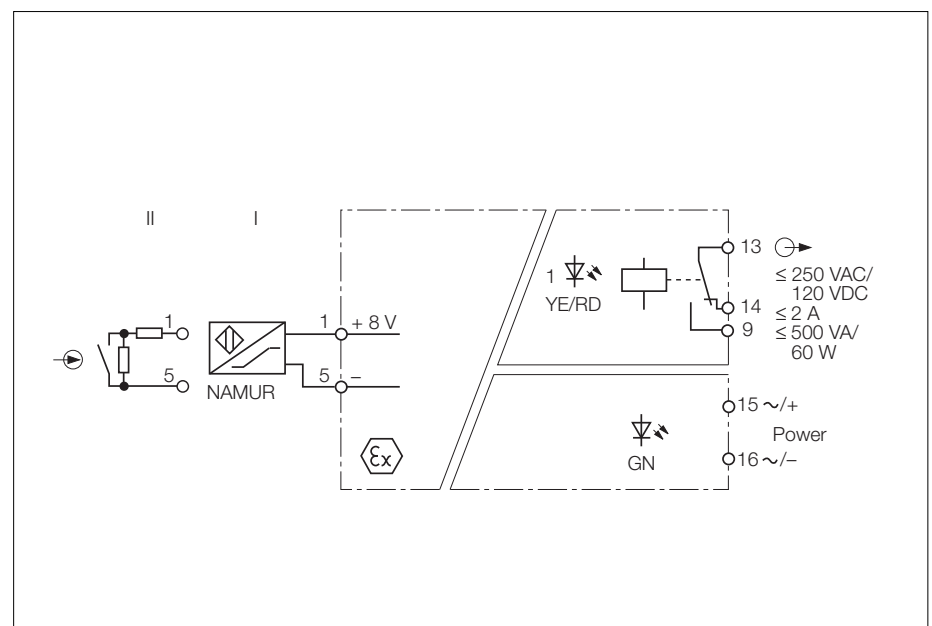 II
I
1
5
NAMUR
1
+ 8 V
5
–
Ex
1
YE/RD
13
≤ 250 VAC/
120 VDC
14
≤ 2 A
9
≤ 500 VA/
60 W
15 ~/+
Power
16 ~/–
GN